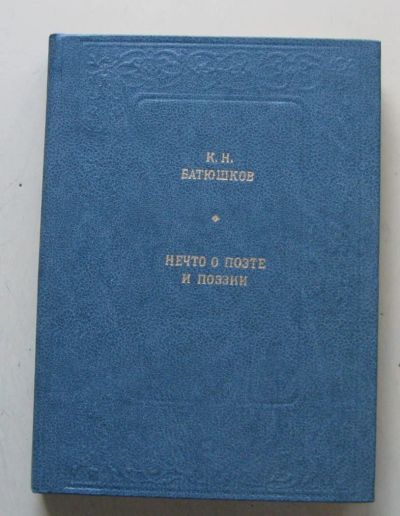 К. Н.
БАТЮШКОВ
НЕЧТО О ПОЭТЕ
И ПОЭЗИИ